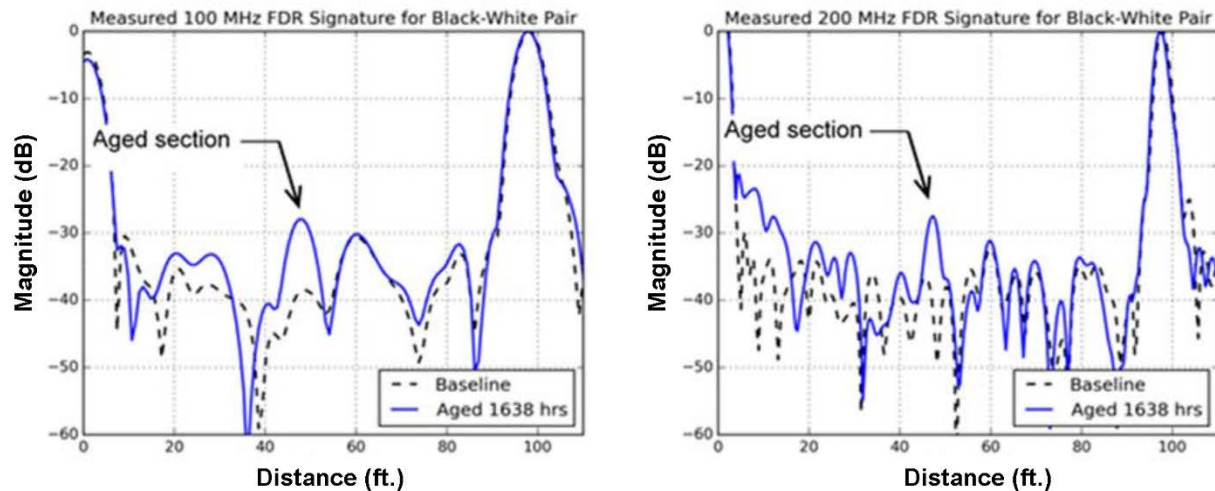 Measured 100 MHz FDR Signature for Black-White Pair
0
−10
−20
−30
−40
−50
−60
Magnitude (dB)
Aged section
Baseline
Aged 1638 hrs
0 20 40 60 80 100
Distance (ft.)
Measured 200 MHz FDR Signature for Black-White Pair
0
−10
−20
−30
−40
−50
−60
Magnitude (dB)
Aged section
Baseline
Aged 1638 hrs
0 20 40 60 80 100
Distance (ft.)